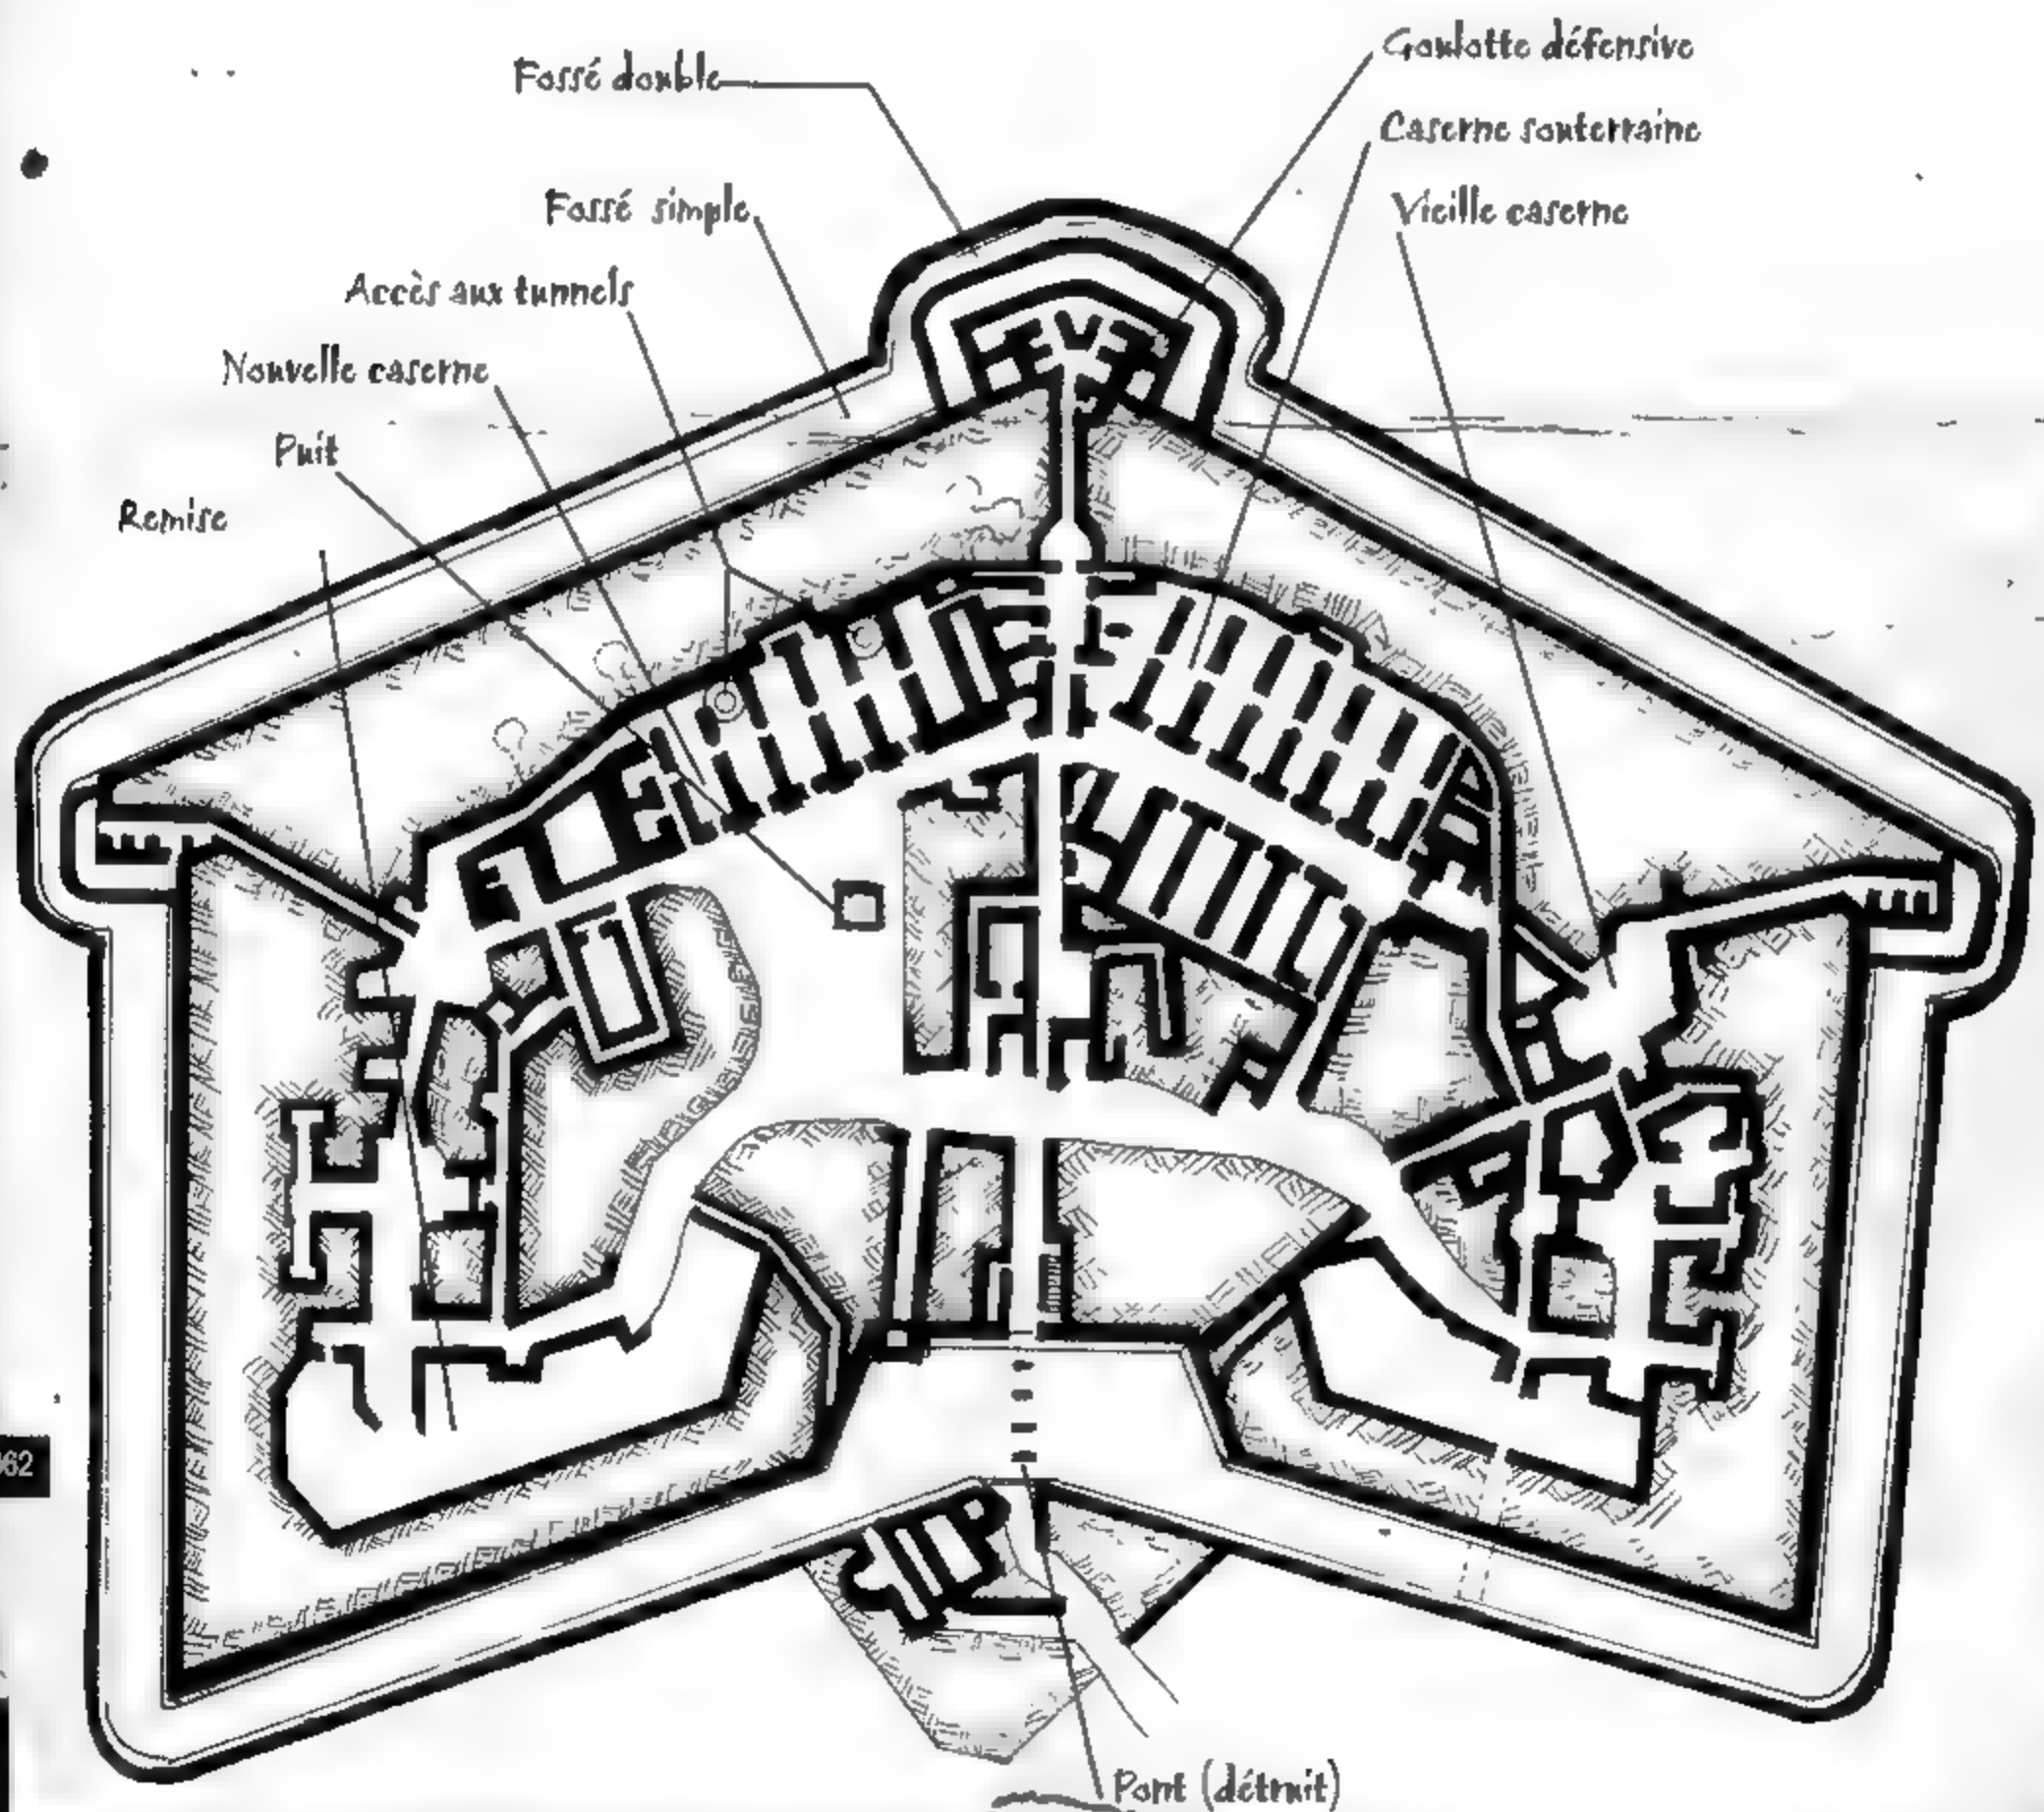 Fossé double
Goulotte défensive
Caserne souterraine
Fossé simple
Vieille caserne
Accès aux tunnels
Nouvelle caserne
Puit
Remise
62
Pont (détruit)